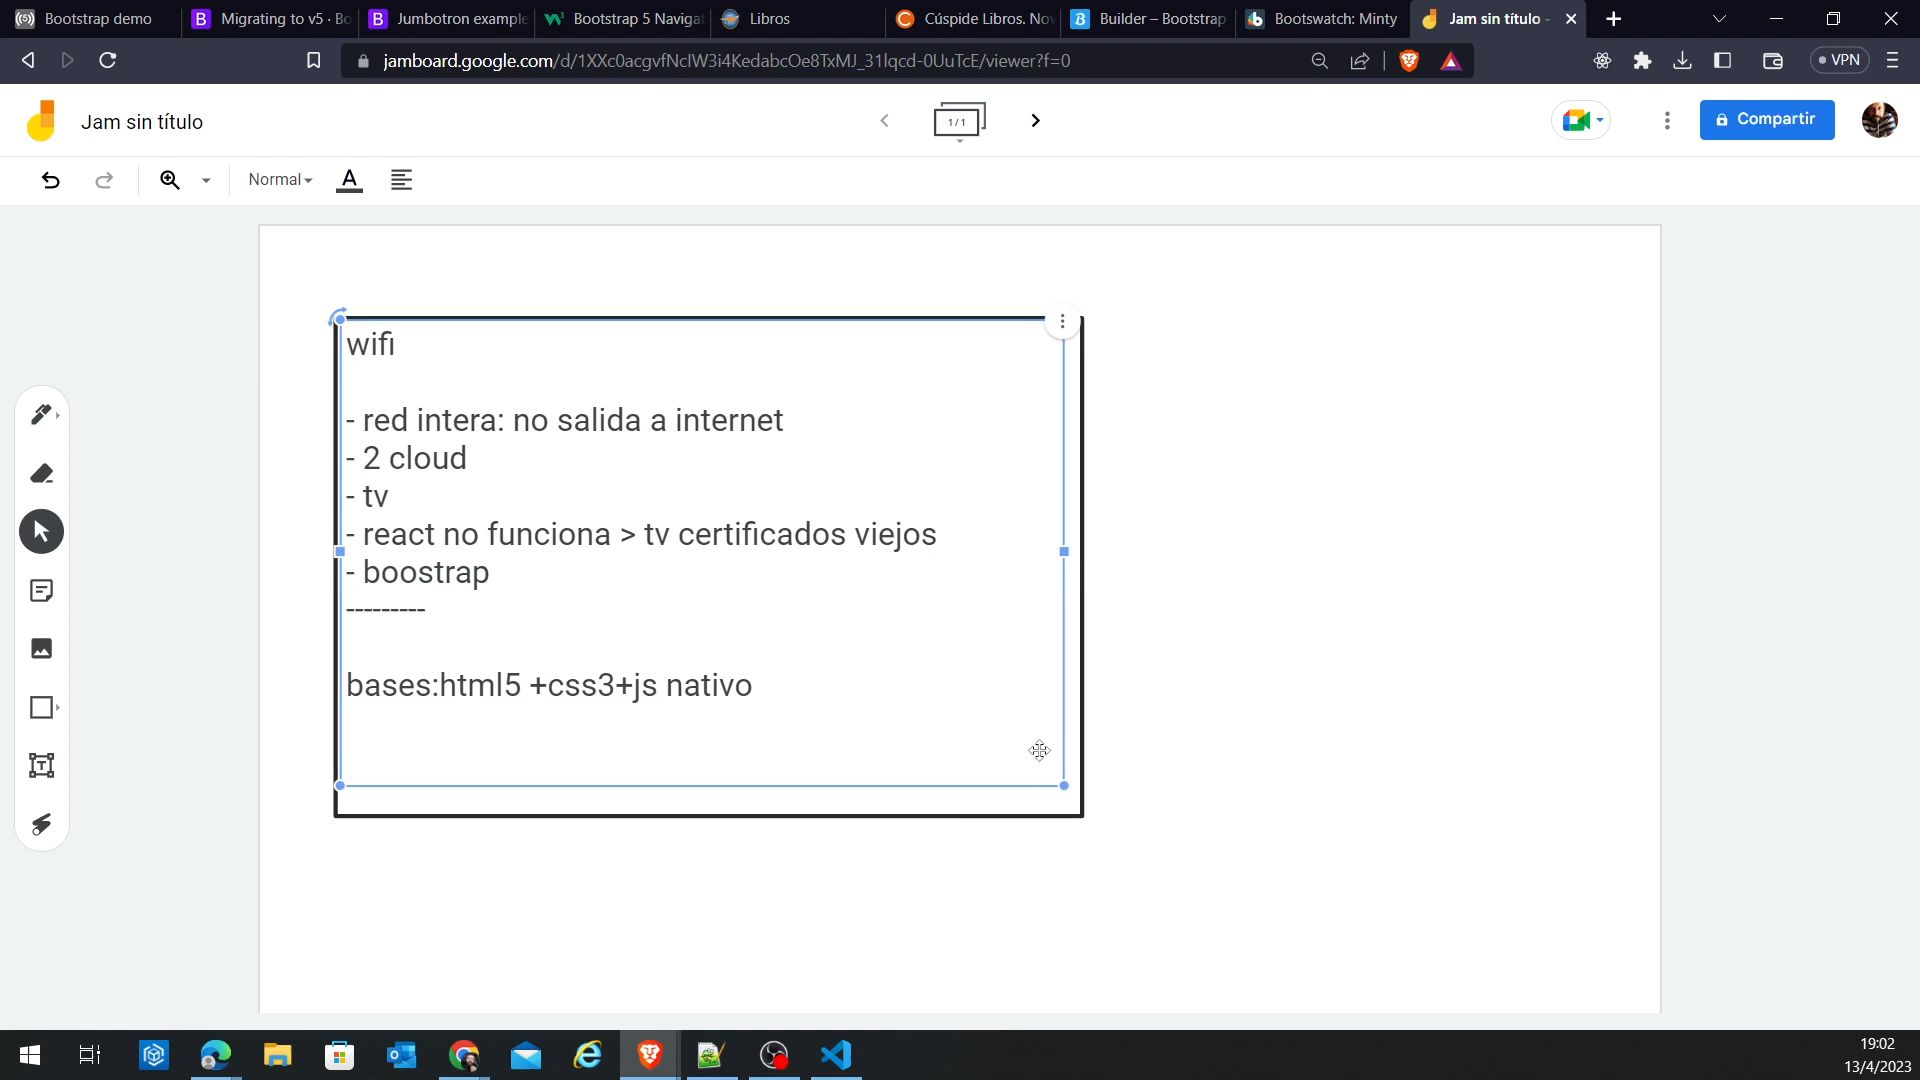 Bootstrap demo
Migrating to v5 · Bo
Jumbotron example
Bootstrap 5 Navigat
Libros
Cúspide Libros. Nov
Builder – Bootstrap
Bootswatch: Minty
Jam sin título -
jamboard.google.com/d/1XXc0acgvfNcIW3i4KedabcOe8TxMJ_31lqcd-0UuTcE/viewer?f=0
VPN
Jam sin título
1 / 1
Compartir
Normal
wifi
- red intera: no salida a internet
- 2 cloud
- tv
- react no funciona > tv certificados viejos
- boostrap
---------
bases:html5 +css3+js nativo
19:02
13/4/2023